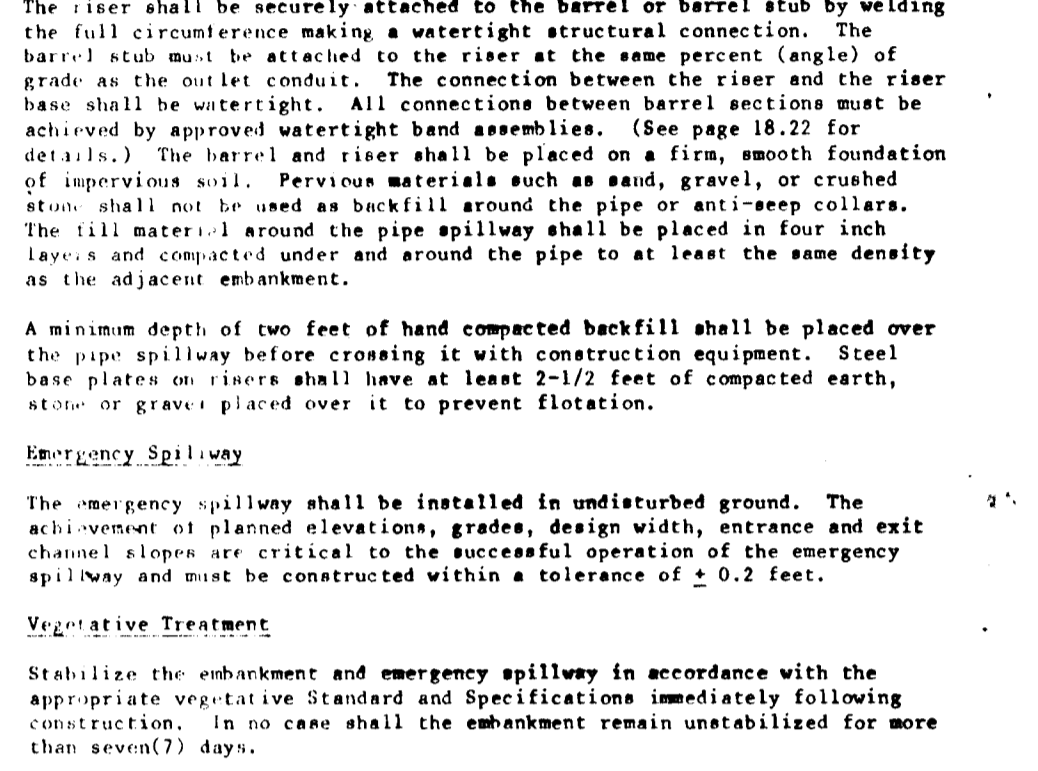 The riser shall be securely attached to the barrel or barrel stub by welding
the full circumference making a watertight structural connection. The
barrel stub must be attached to the riser at the same percent (angle) of
grade as the outlet conduit. The connection between the riser and the riser
base shall be watertight. All connections between barrel sections must be
achieved by approved watertight band assemblies. (See page 18.22 for
details.) The barrel and riser shall be placed on a firm, smooth foundation
of impervious soil. Pervious materials such as sand, gravel, or crushed
stone shall not be used as backfill around the pipe or anti-seep collars.
The fill material around the pipe spillway shall be placed in four inch
layers and compacted under and around the pipe to at least the same density
as the adjacent embankment.
A minimum depth of two feet of hand compacted backfill shall be placed over
the pipe spillway before crossing it with construction equipment. Steel
base plates on risers shall have at least 2-1/2 feet of compacted earth,
stone or gravel placed over it to prevent flotation.
Emergency Spillway
The emergency spillway shall be installed in undisturbed ground. The
achievement of planned elevations, grades, design width, entrance and exit
channel slopes are critical to the successful operation of the emergency
spillway and must be constructed within a tolerance of ± 0.2 feet.
Vegetative Treatment
Stabilize the embankment and emergency spillway in accordance with the
appropriate vegetative Standard and Specifications immediately following
construction. In no case shall the embankment remain unstabilized for more
than seven(7) days.